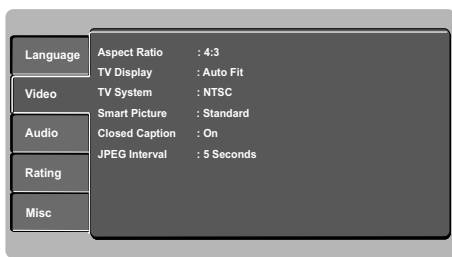 Language
Video
Audio
Rating
Misc
Aspect Ratio : 4:3
TV Display : Auto Fit
TV System : NTSC
Smart Picture : Standard
Closed Caption : On
JPEG Interval : 5 Seconds